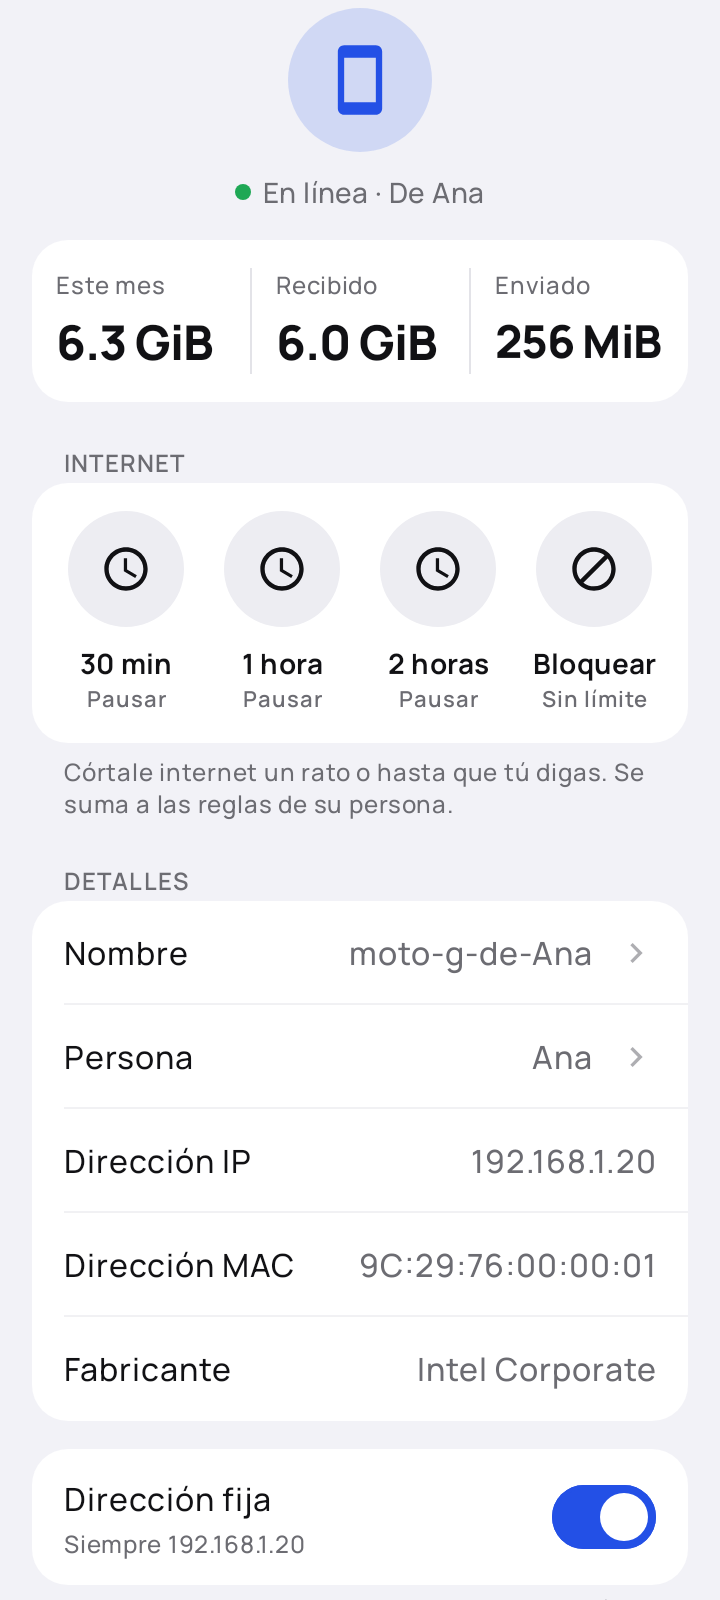 En línea · De Ana
Este mes
Recibido
Enviado
6.3 GiB
6.0 GiB
256 MiB
INTERNET
30 min
1 hora
2 horas
Bloquear
Pausar
Pausar
Pausar
Sin límite
Córtale internet un rato o hasta que tú digas. Se
suma a las reglas de su persona.
DETALLES
Nombre
moto-g-de-Ana
Persona
Ana
Dirección IP
192.168.1.20
Dirección MAC
9C:29:76:00:00:01
Fabricante
Intel Corporate
Dirección fija
Siempre 192.168.1.20